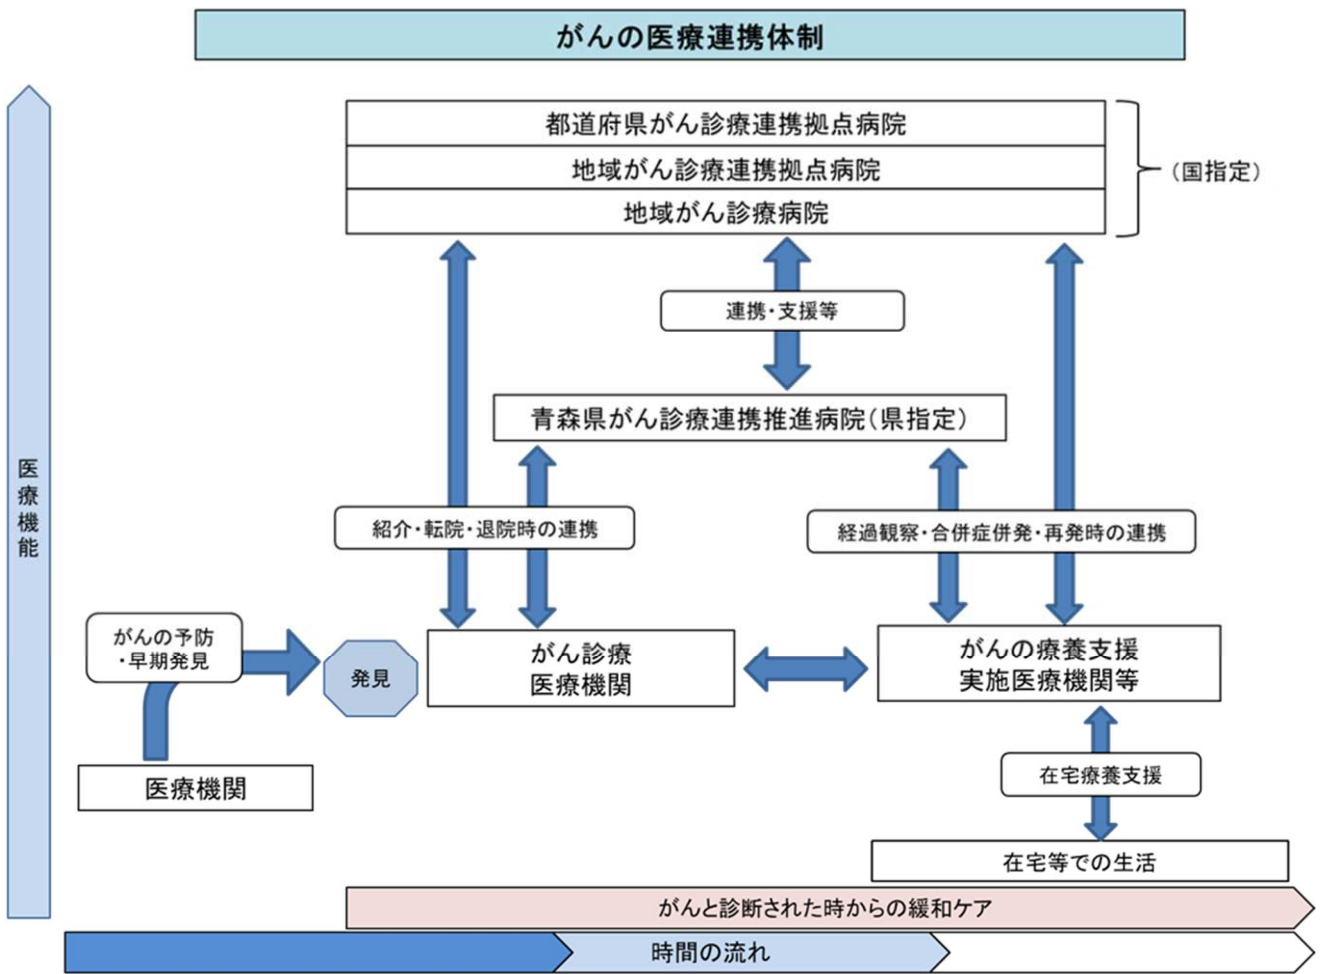 がんの医療連携体制
都道府県がん診療連携拠点病院
地域がん診療連携拠点病院
地域がん診療病院
(国指定)
連携・支援等
青森県がん診療連携推進病院(県指定)
医療機能
紹介・転院・退院時の連携
経過観察・合併症併発・再発時の連携
がんの予防
・早期発見
発見
がん診療
医療機関
がんの療養支援
実施医療機関等
医療機関
在宅療養支援
在宅等での生活
がんと診断された時からの緩和ケア
時間の流れ